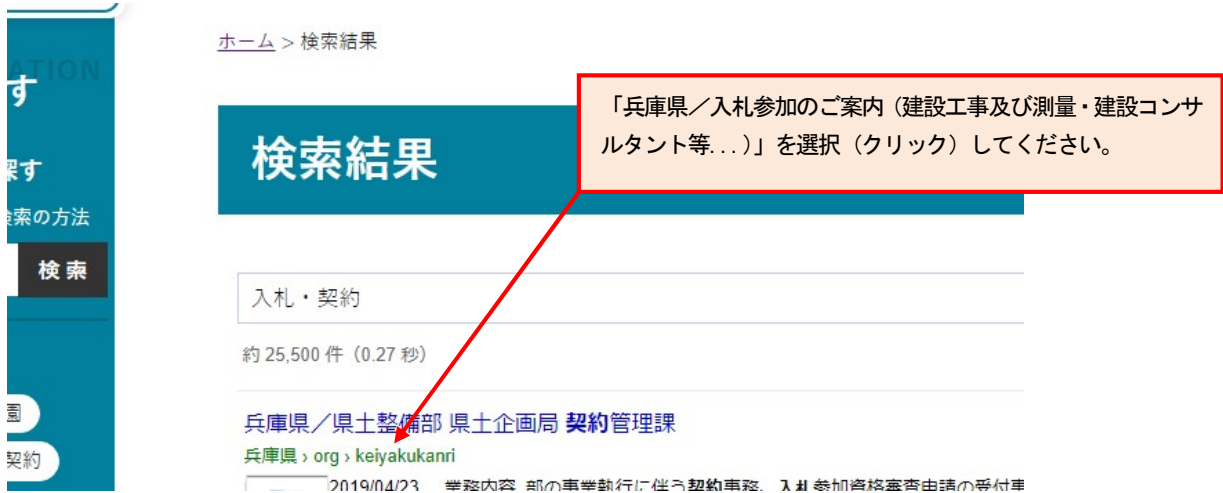 ホーム > 検索結果
ATION
す
「兵庫県／入札参加のご案内（建設工事及び測量・建設コンサ
ルタント等...）」を選択（クリック）してください。
検索結果
探す
検索の方法
検索
入札・契約
約 25,500 件（0.27 秒）
兵庫県／県土整備部 県土企画局 契約管理課
園
兵庫県 › org › keiyakukanri
契約
2019/04/23 ... 業務内容. 部の事業執行に伴う契約事務、入札参加資格審査申請の受付事